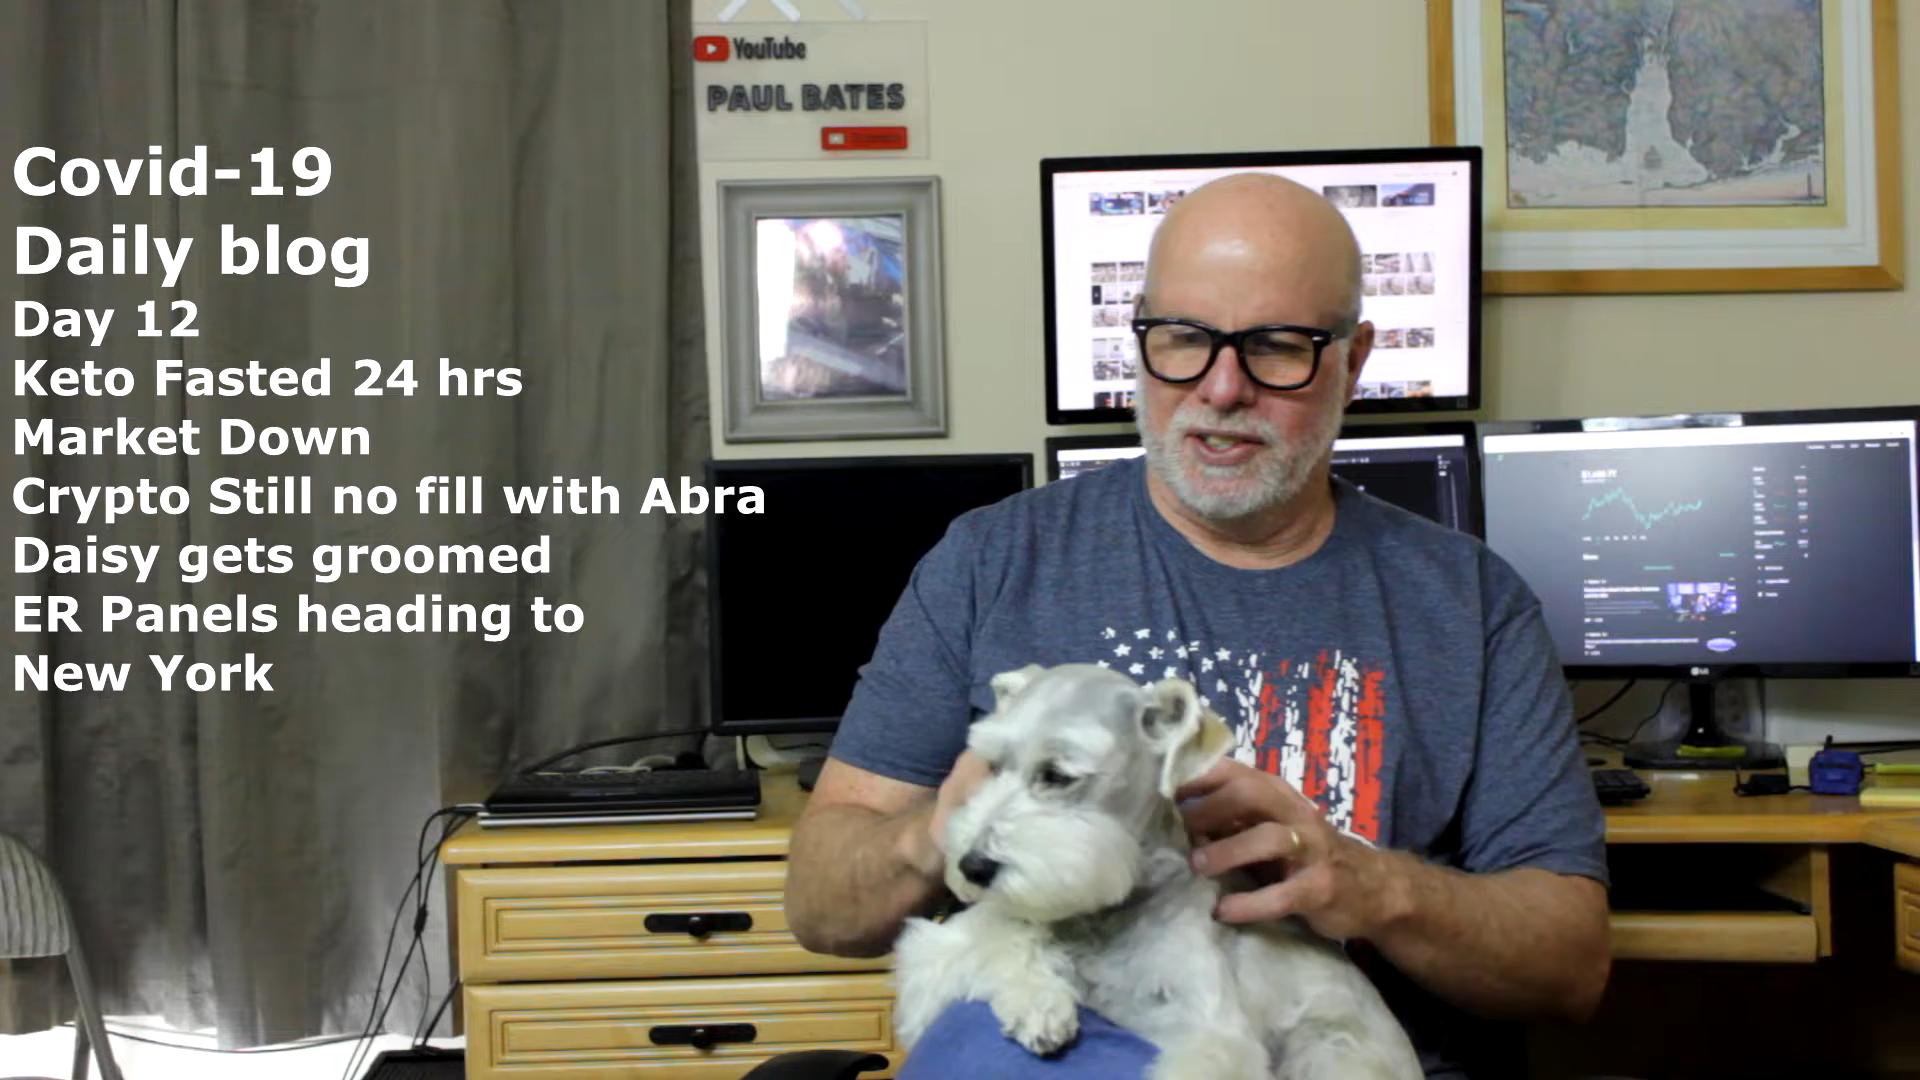 YouTube
PAUL BATES
Covid-19
Daily blog
Day 12
Keto Fasted 24 hrs
Market Down
Crypto Still no fill with Abra
Daisy gets groomed
ER Panels heading to
New York
LG